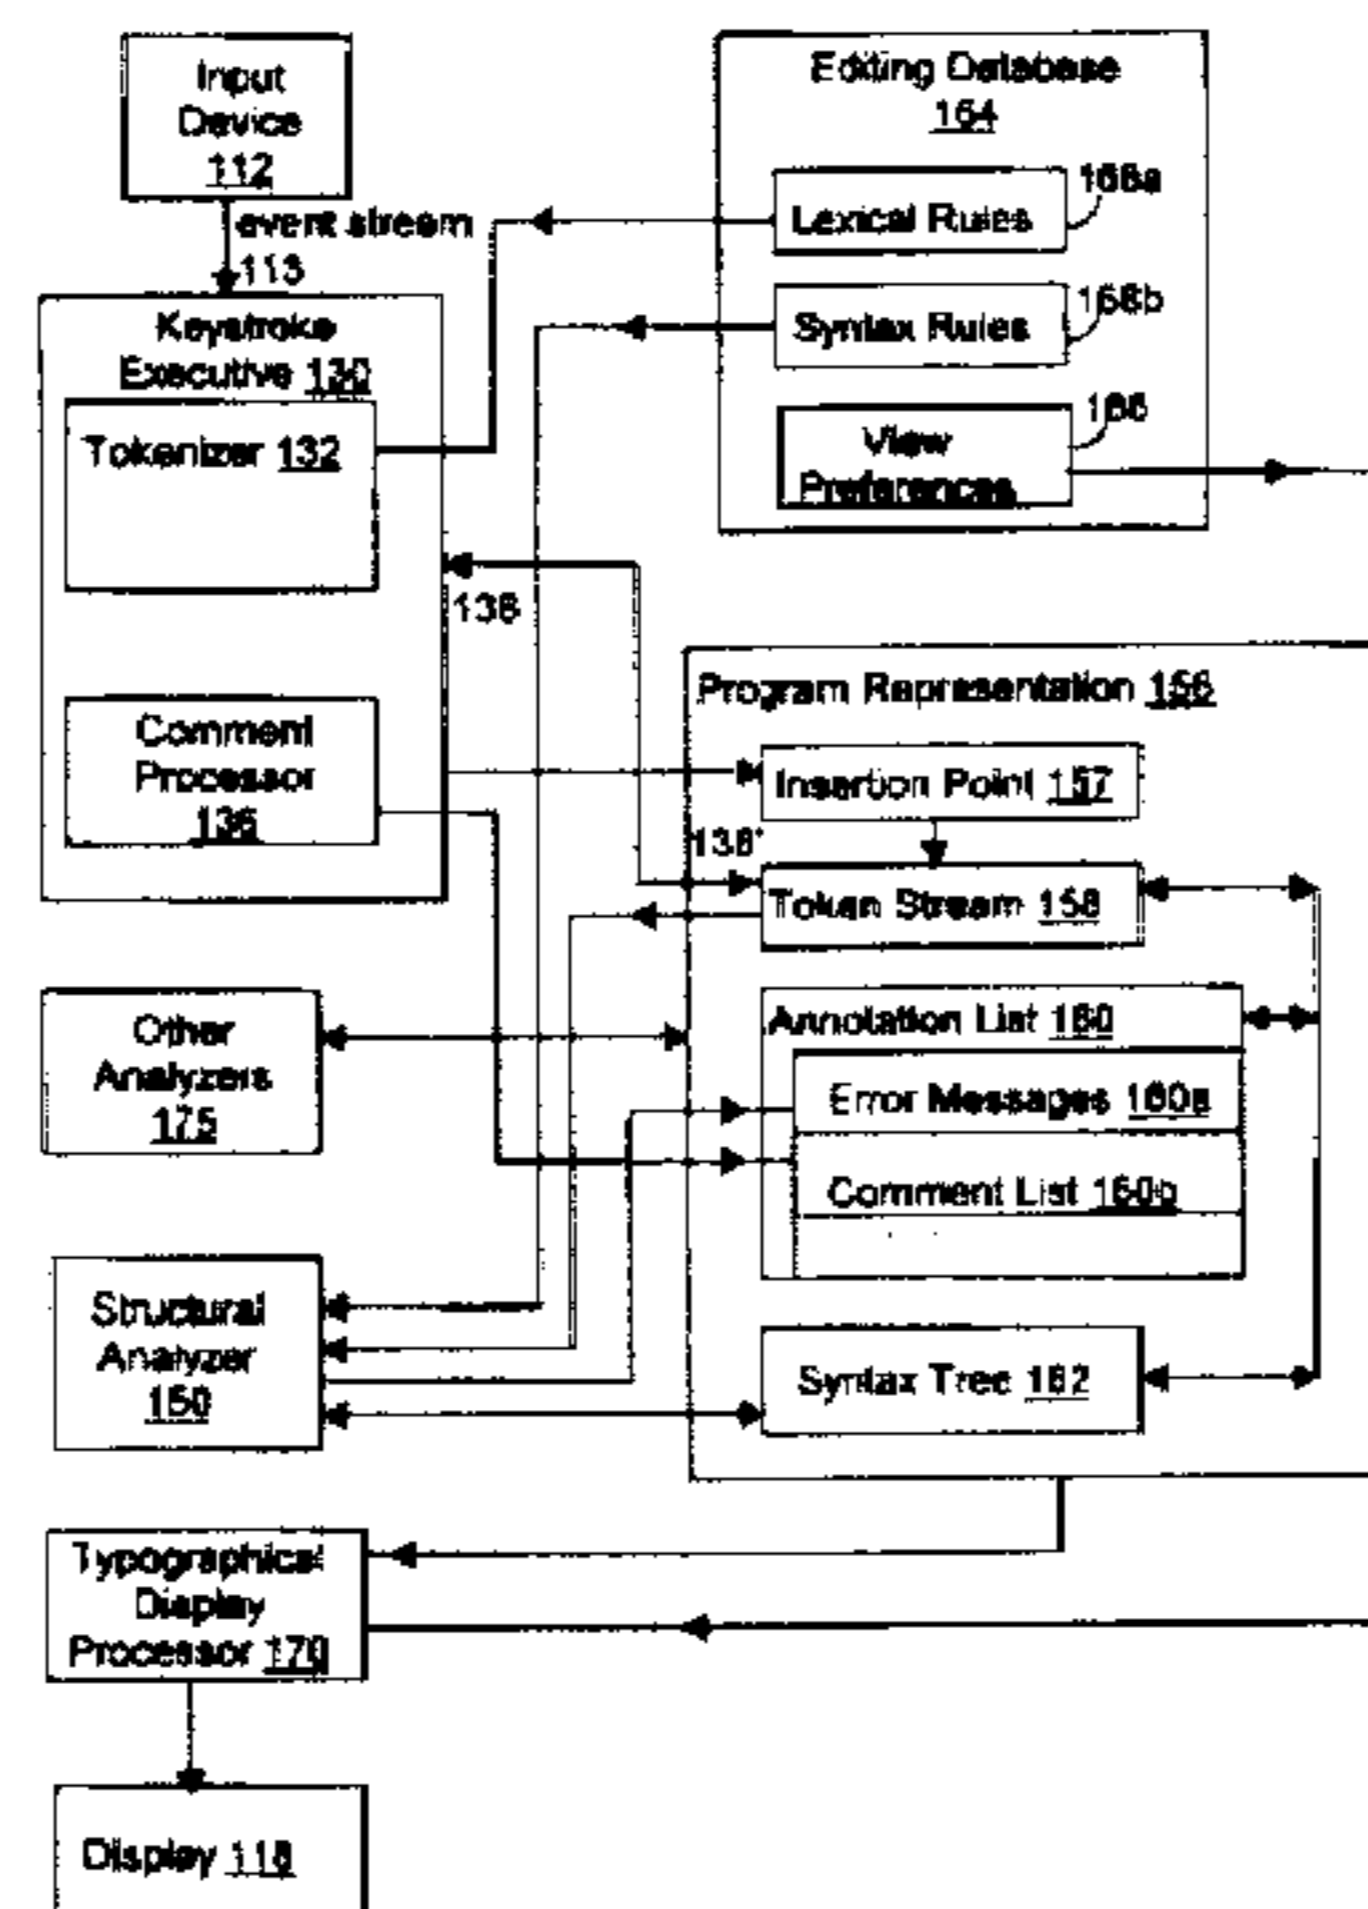 Input
Device
112
event stream
113
Keystroke
Executive 130
Tokenizer 132
Comment
Processor
136
138
Other
Analyzers
175
Structural
Analyzer
150
Typographical
Display
Processor 170
Display 118
Editing Database
164
Lexical Rules
168a
Syntax Rules
168b
View
Preferences
166
Program Representation 156
Insertion Point 157
138'
Token Stream 158
Annotation List 160
Error Messages 160a
Comment List 160b
Syntax Tree 162